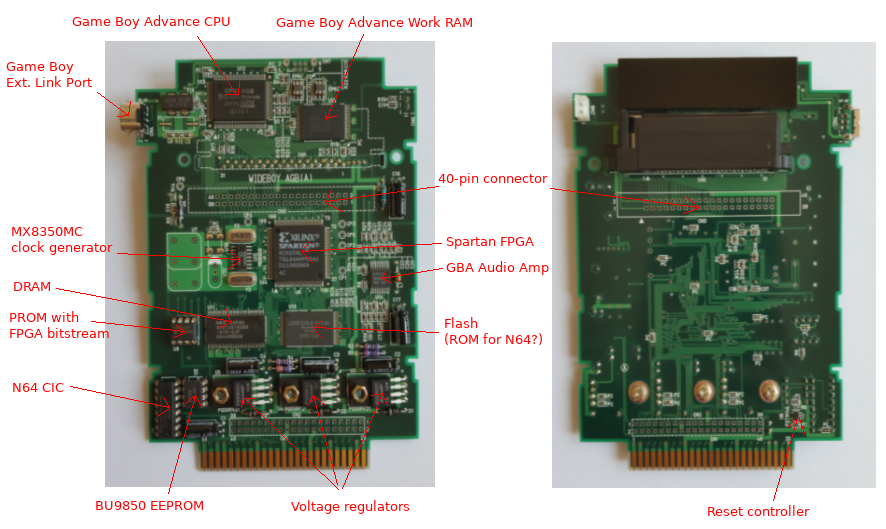 Game Boy Advance CPU
Game Boy Advance Work RAM
Game Boy
Ext. Link Port
WIDEBOY AGB(A)
40-pin connector
MX8350MC
clock generator
XILINX
SPARTAN
Spartan FPGA
GBA Audio Amp
DRAM
PROM with
FPGA bitstream
Flash
(ROM for N64?)
N64 CIC
BU9850 EEPROM
Voltage regulators
Reset controller